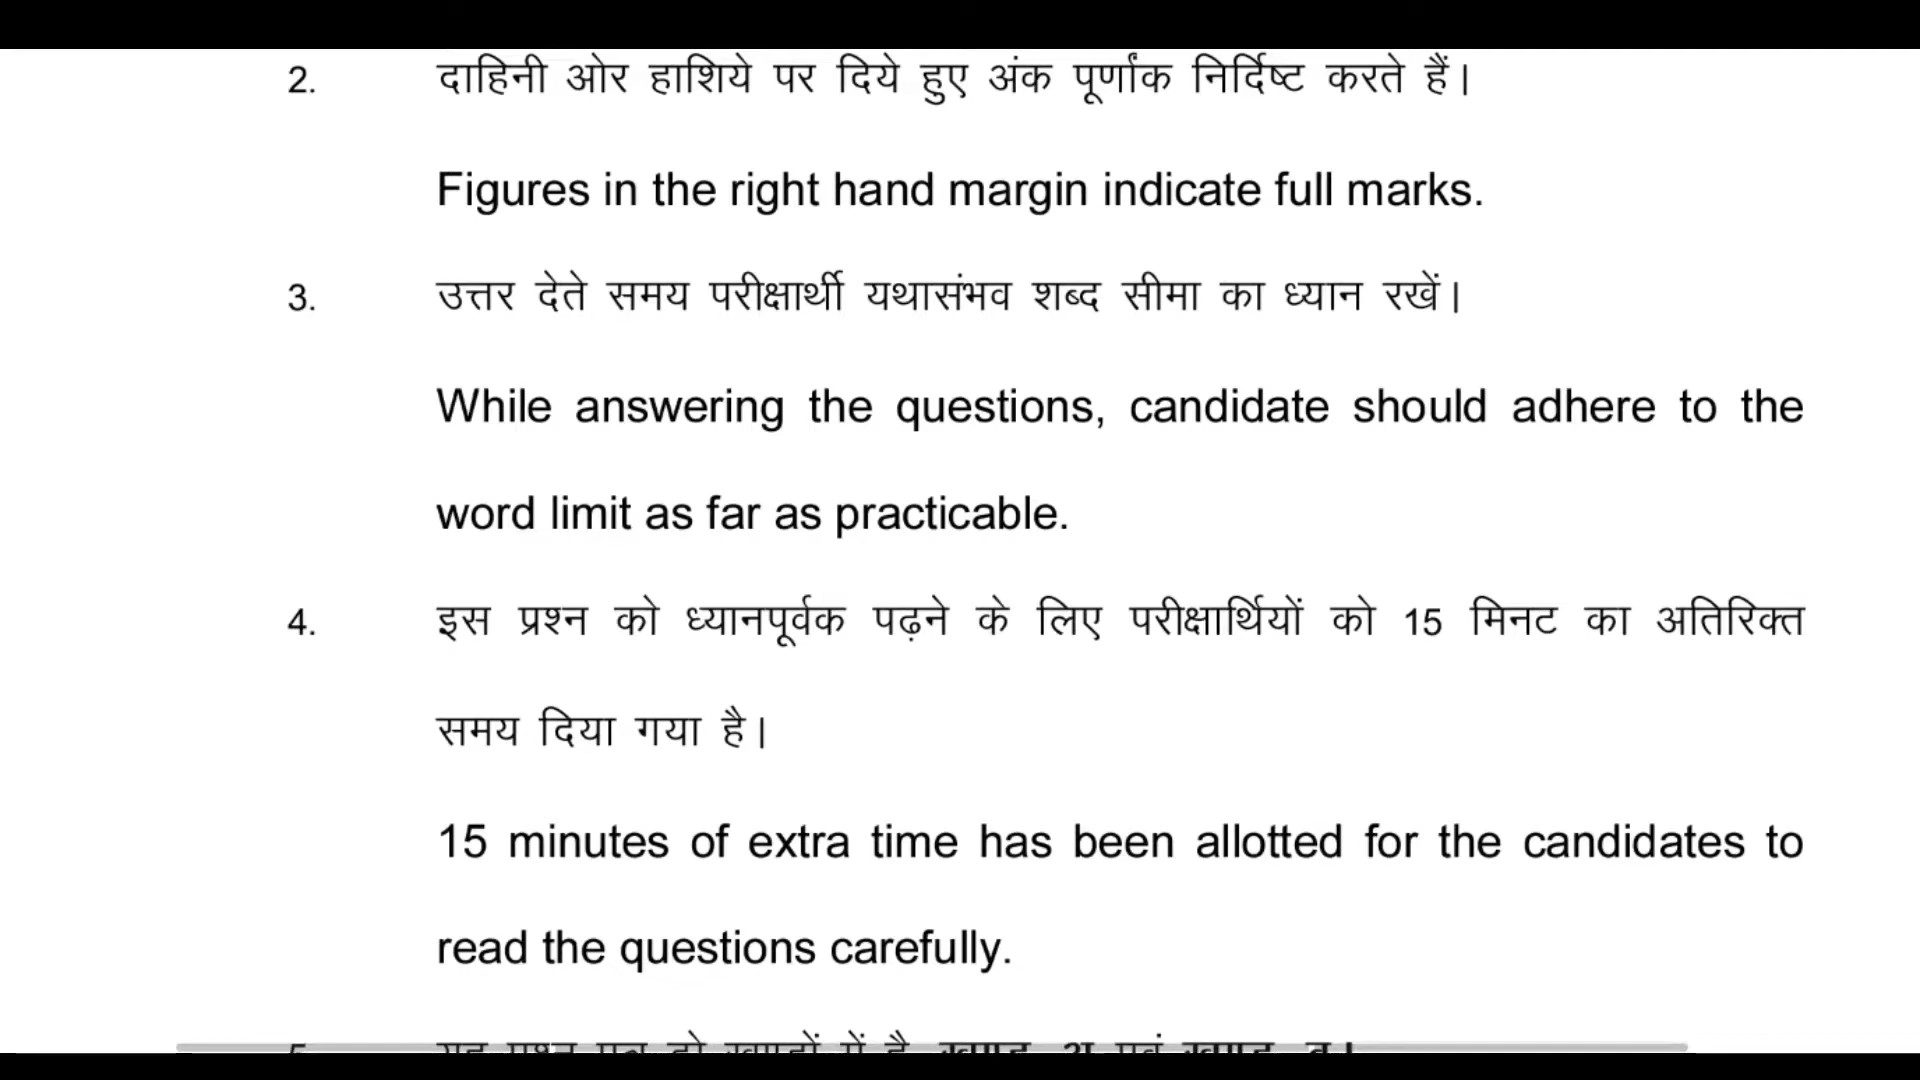 2. दाहिनी ओर हाशिये पर दिये हुए अंक पूर्णांक निर्दिष्ट करते हैं।
Figures in the right hand margin indicate full marks.
3. उत्तर देते समय परीक्षार्थी यथासंभव शब्द सीमा का ध्यान रखें।
While answering the questions, candidate should adhere to the
word limit as far as practicable.
4. इस प्रश्न को ध्यानपूर्वक पढ़ने के लिए परीक्षार्थियों को 15 मिनट का अतिरिक्त
समय दिया गया है।
15 minutes of extra time has been allotted for the candidates to
read the questions carefully.